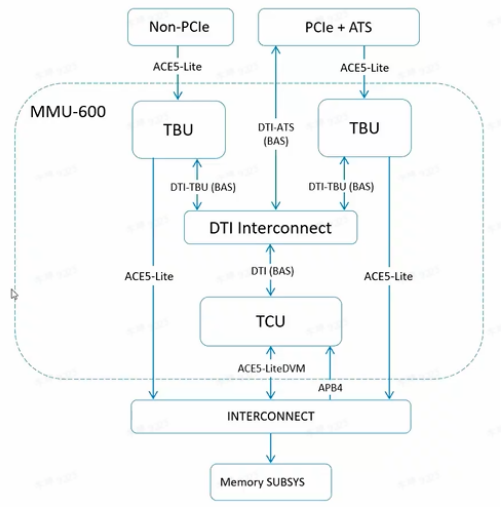 Non-PCIe
PCIe + ATS
ACE5-Lite
ACE5-Lite
MMU-600
TBU
TBU
DTI-ATS
(BAS)
DTI-TBU (BAS)
DTI-TBU (BAS)
DTI Interconnect
ACE5-Lite
DTI (BAS)
ACE5-Lite
TCU
ACE5-LiteDVM
APB4
INTERCONNECT
Memory SUBSYS